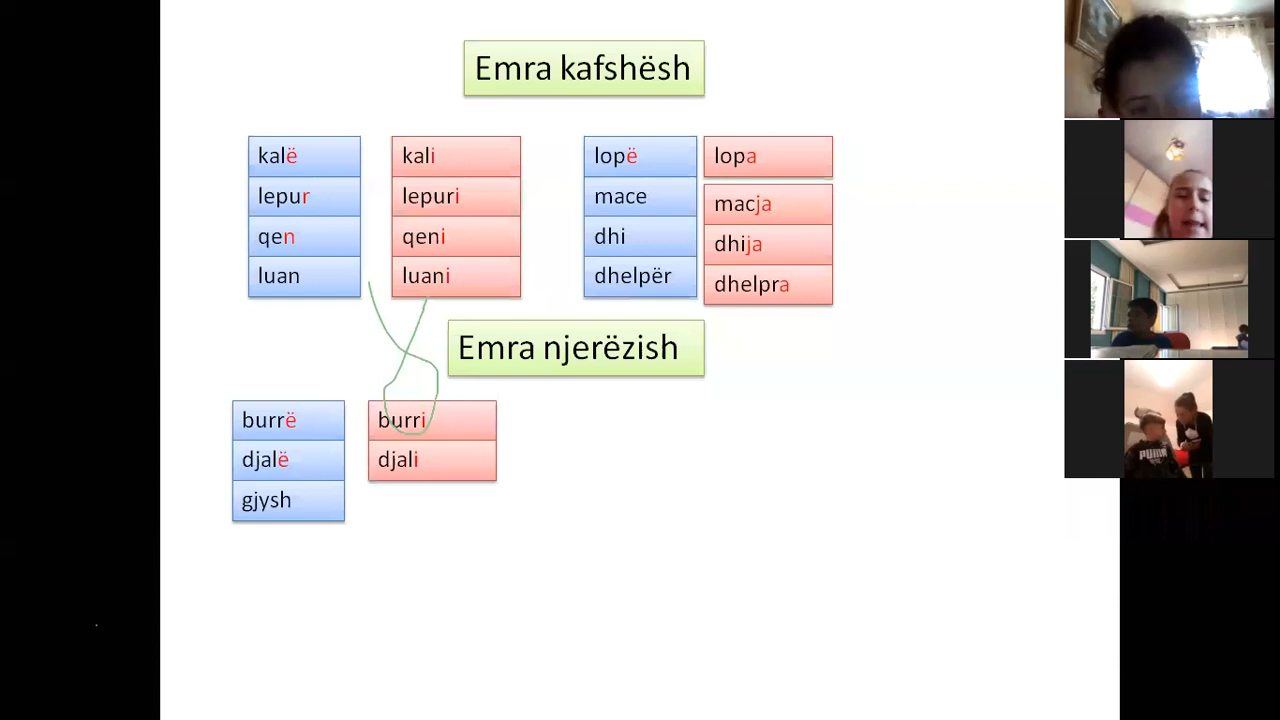 Emra kafshësh
kalë kali lopë lopa
lepur lepuri mace macja
qen qeni dhi dhija
luan luani dhelpër dhelpra
Emra njerëzish
burrë burri
djalë djali
gjysh
PUMA